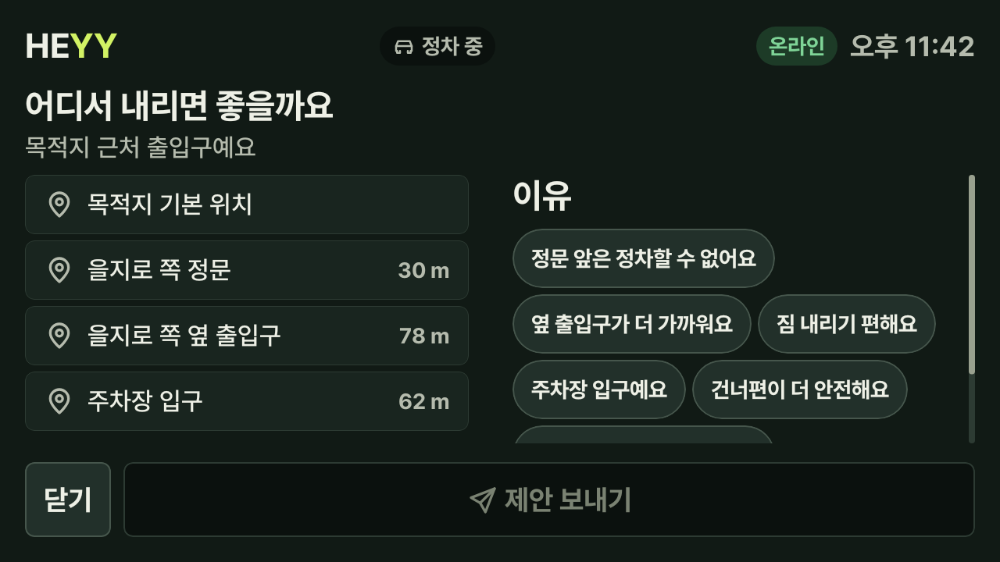 HEYY
정차 중
온라인
오후 11:42
어디서 내리면 좋을까요
목적지 근처 출입구예요
목적지 기본 위치
을지로 쪽 정문 30 m
을지로 쪽 옆 출입구 78 m
주차장 입구 62 m
이유
정문 앞은 정차할 수 없어요
옆 출입구가 더 가까워요
짐 내리기 편해요
주차장 입구예요
건너편이 더 안전해요
닫기
제안 보내기